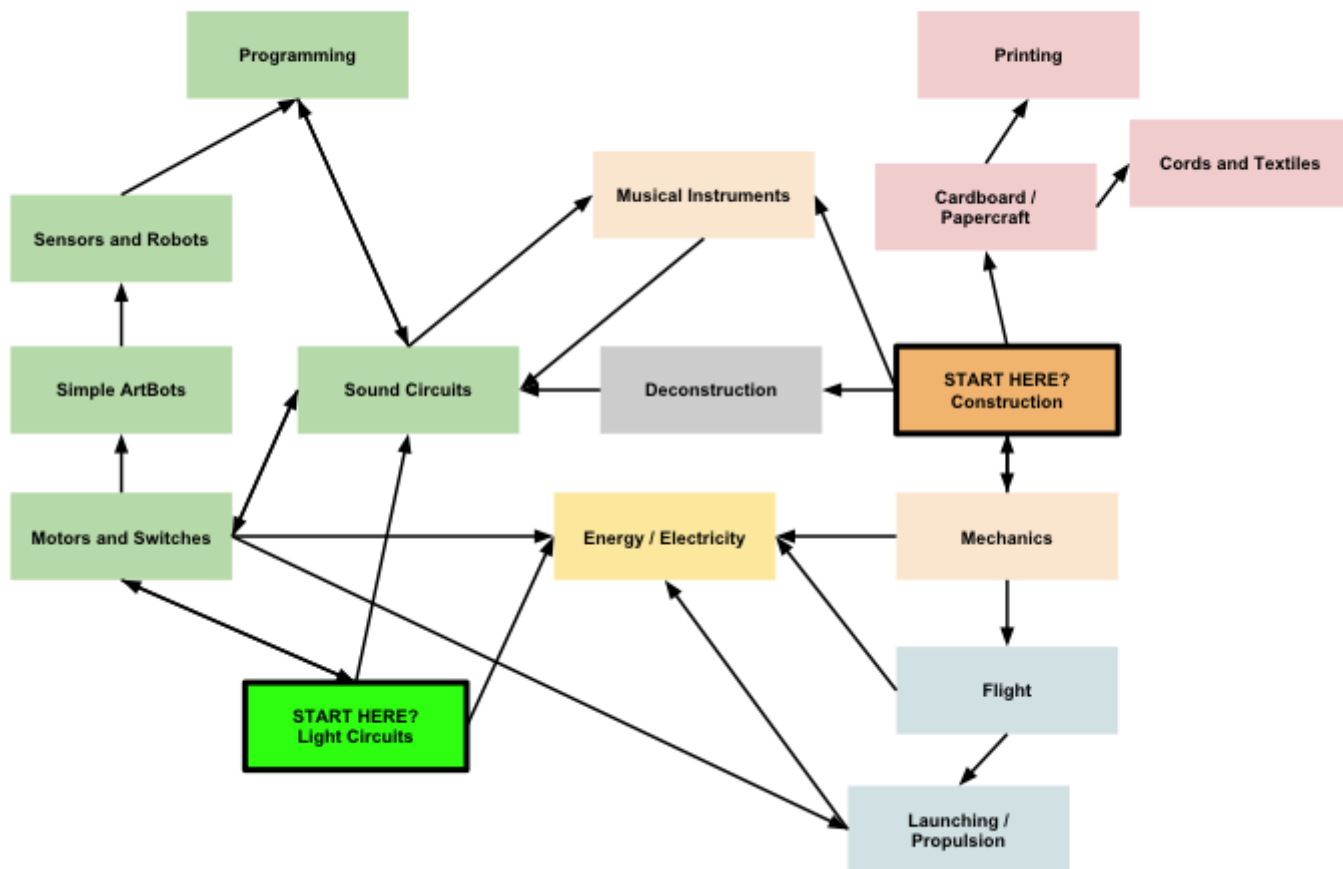 Programming
Printing
Cords and Textiles
Musical Instruments
Cardboard /
Papercraft
Sensors and Robots
Simple ArtBots
Sound Circuits
Deconstruction
START HERE?
Construction
Motors and Switches
Energy / Electricity
Mechanics
START HERE?
Light Circuits
Flight
Launching /
Propulsion